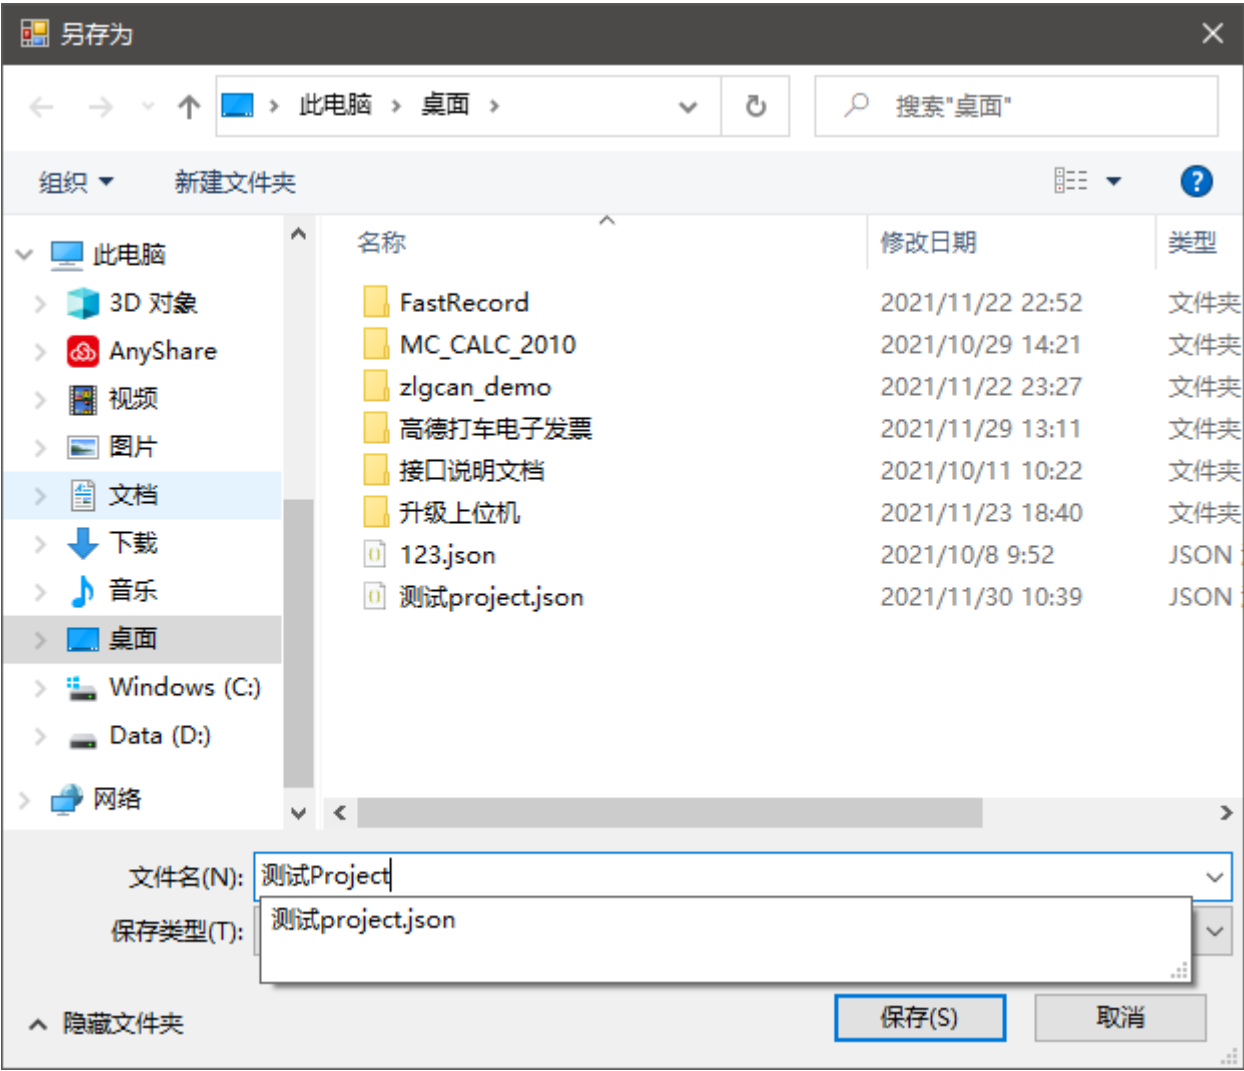 另存为
此电脑 > 桌面 >
搜索"桌面"
组织 新建文件夹
名称 修改日期 类型
此电脑
3D 对象
AnyShare
视频
图片
文档
下载
音乐
桌面
Windows (C:)
Data (D:)
网络
FastRecord 2021/11/22 22:52 文件夹
MC_CALC_2010 2021/10/29 14:21 文件夹
zlgcan_demo 2021/11/22 23:27 文件夹
高德打车电子发票 2021/11/29 13:11 文件夹
接口说明文档 2021/10/11 10:22 文件夹
升级上位机 2021/11/23 18:40 文件夹
123.json 2021/10/8 9:52 JSON
测试project.json 2021/11/30 10:39 JSON
文件名(N): 测试Project
测试project.json
保存类型(T):
隐藏文件夹
保存(S) 取消